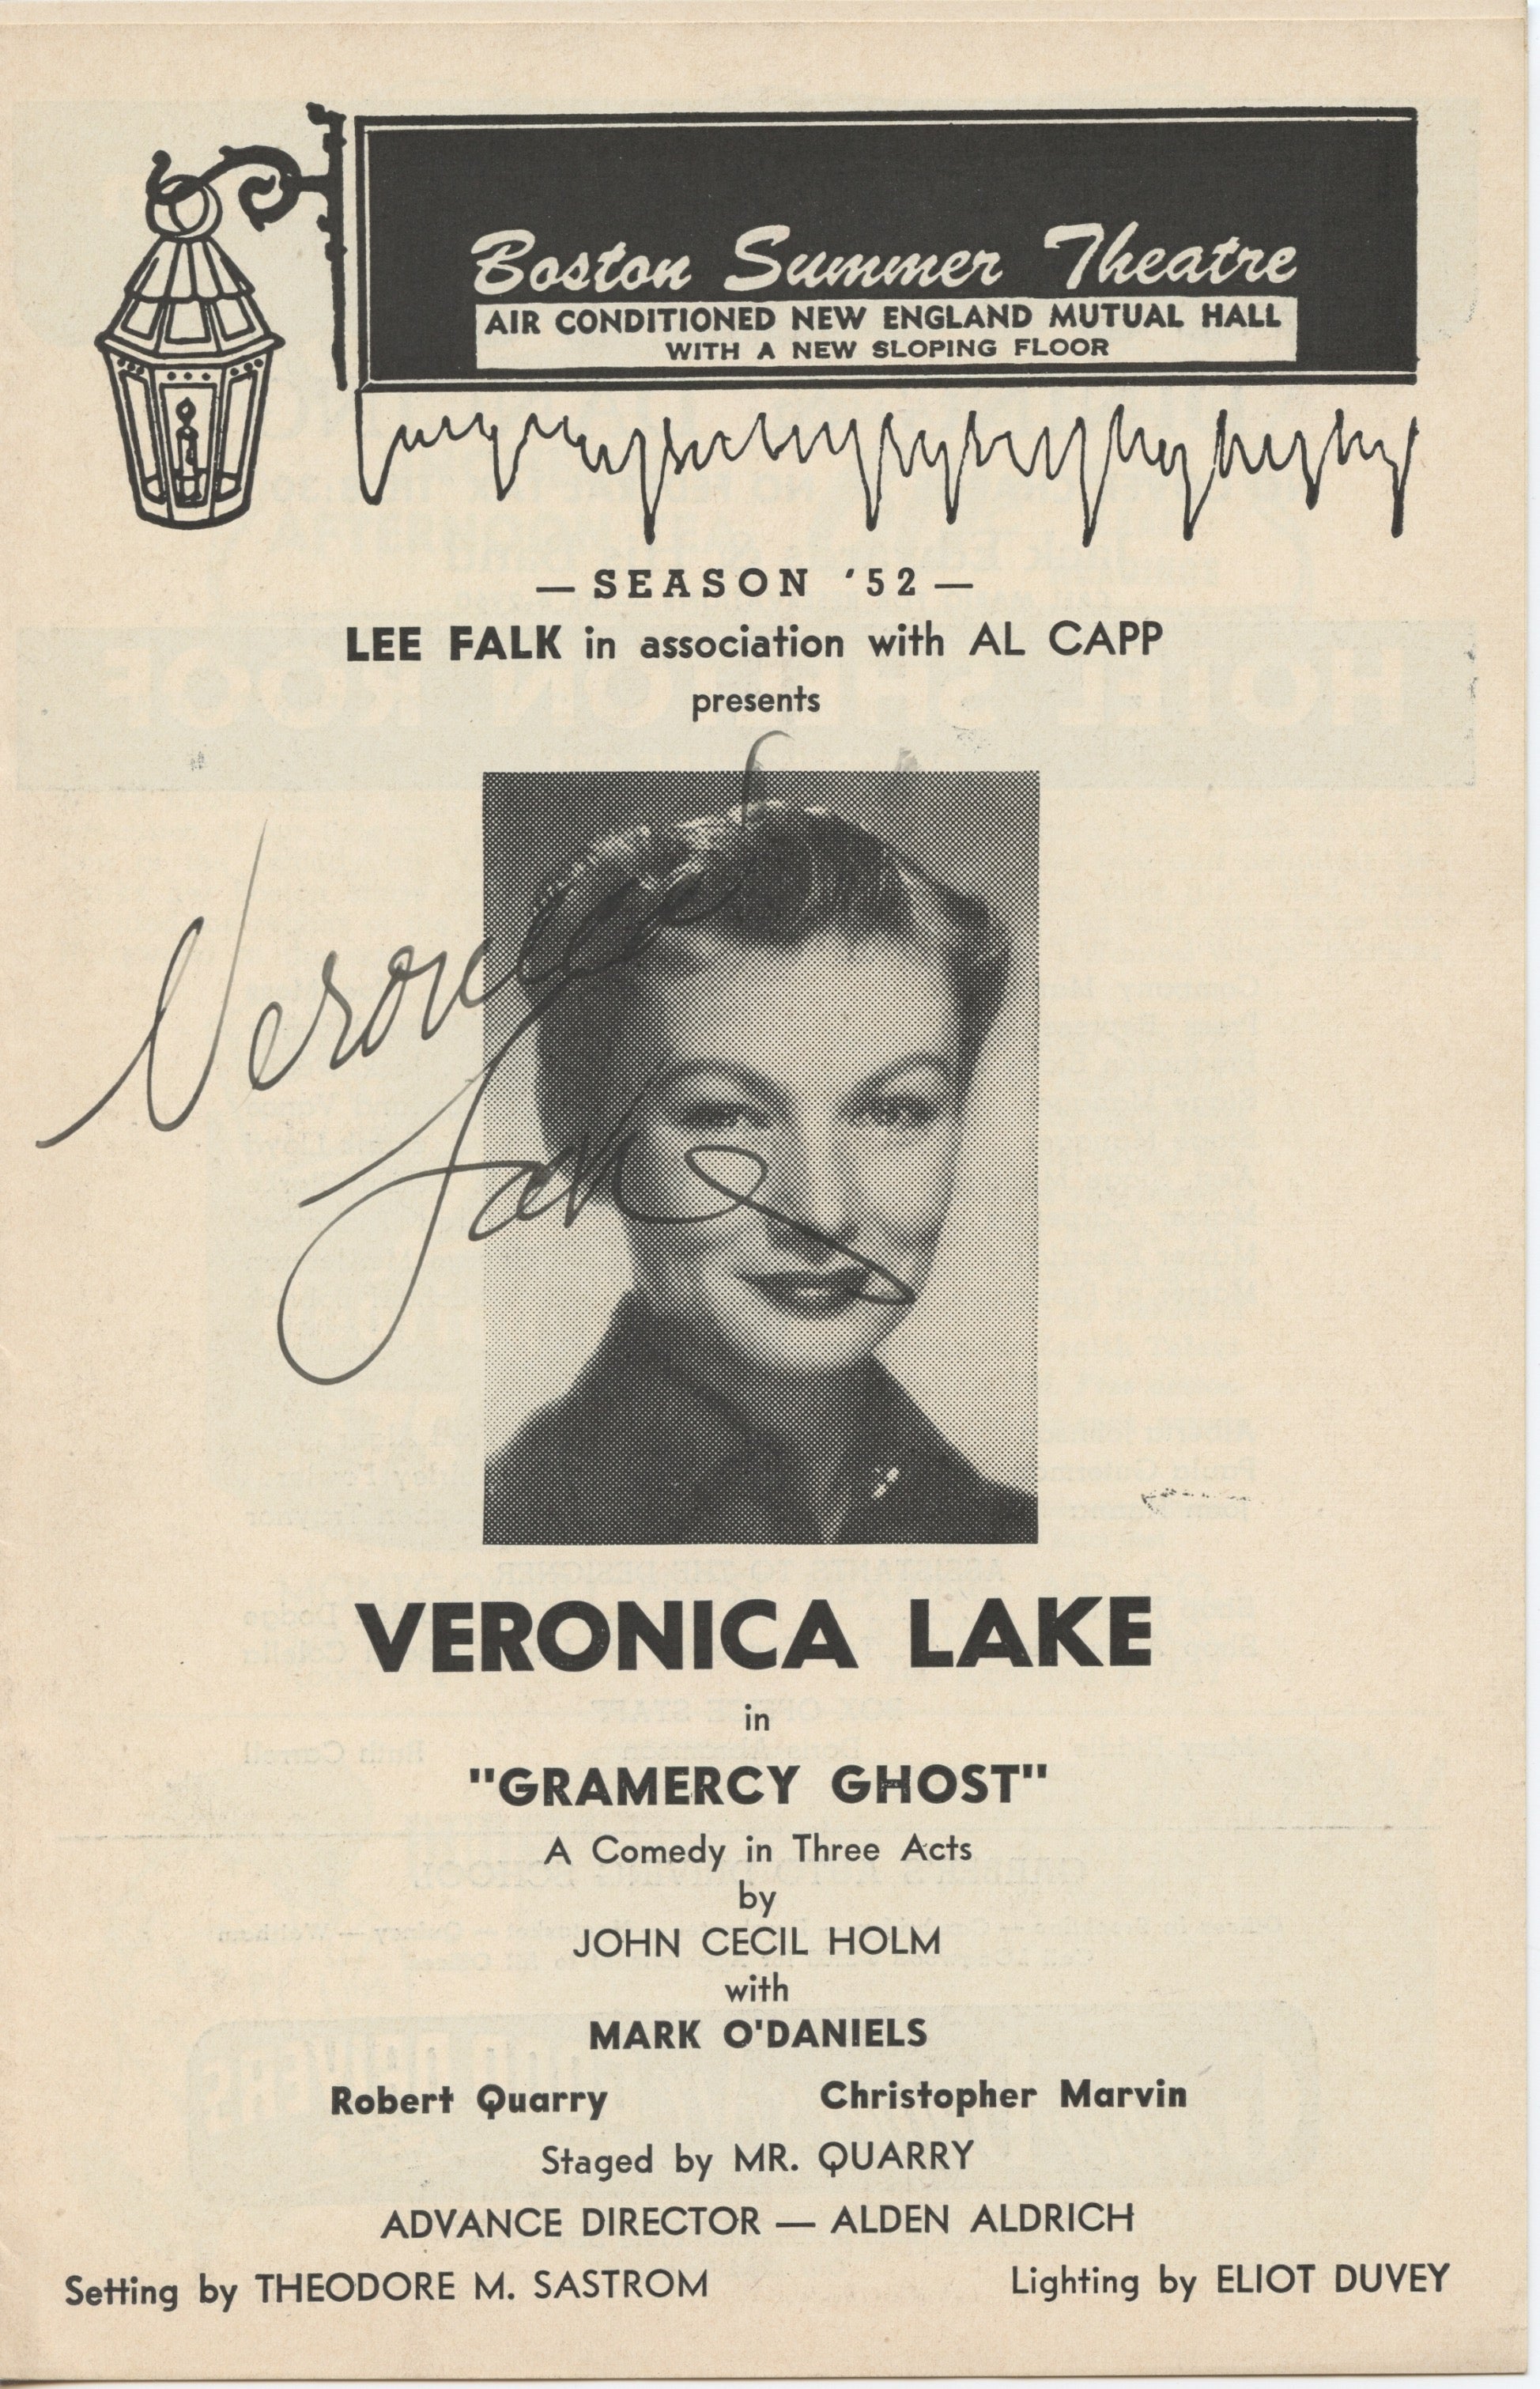 Boston Summer Theatre
AIR CONDITIONED NEW ENGLAND MUTUAL HALL
WITH A NEW SLOPING FLOOR
— SEASON '52 —
LEE FALK in association with AL CAPP
presents
Veronica
Lake
VERONICA LAKE
in
"GRAMERCY GHOST"
A Comedy in Three Acts
by
JOHN CECIL HOLM
with
MARK O'DANIELS
Robert Quarry Christopher Marvin
Staged by MR. QUARRY
ADVANCE DIRECTOR — ALDEN ALDRICH
Setting by THEODORE M. SASTROM Lighting by ELIOT DUVEY